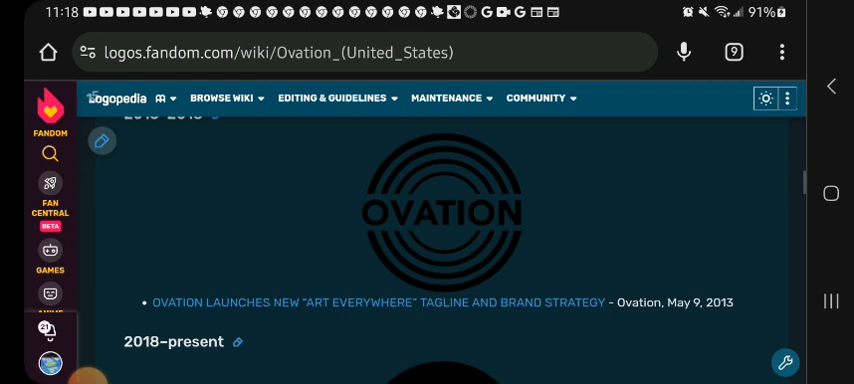 11:18
91%
logos.fandom.com/wiki/Ovation_(United_States)
9
15
Logopedia
BROWSE WIKI
EDITING & GUIDELINES
MAINTENANCE
COMMUNITY
FANDOM
FAN
CENTRAL
BETA
GAMES
21
OVATION
• OVATION LAUNCHES NEW "ART EVERYWHERE" TAGLINE AND BRAND STRATEGY - Ovation, May 9, 2013
2018–present